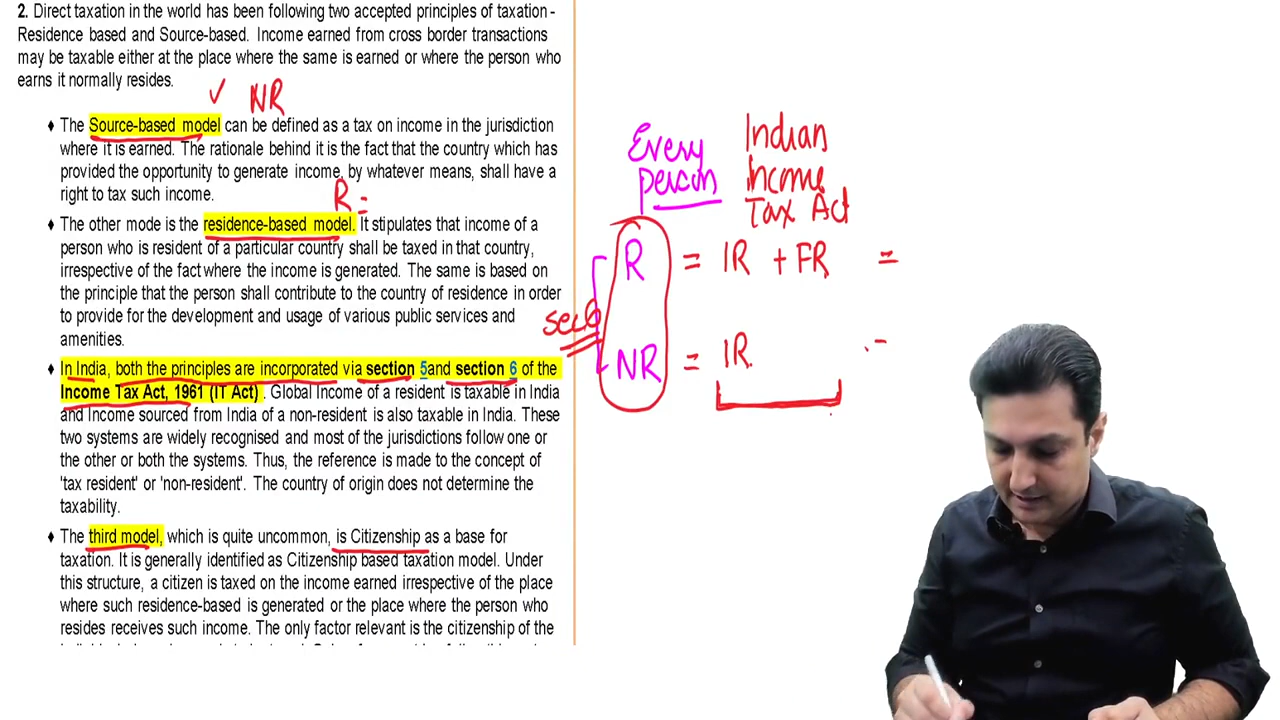 2. Direct taxation in the world has been following two accepted principles of taxation -
Residence based and Source-based. Income earned from cross border transactions
may be taxable either at the place where the same is earned or where the person who
earns it normally resides.
✓ NR
♦ The Source-based model can be defined as a tax on income in the jurisdiction
where it is earned. The rationale behind it is the fact that the country which has
provided the opportunity to generate income, by whatever means, shall have a
right to tax such income.
R =
♦ The other mode is the residence-based model. It stipulates that income of a
person who is resident of a particular country shall be taxed in that country,
irrespective of the fact where the income is generated. The same is based on
the principle that the person shall contribute to the country of residence in order
to provide for the development and usage of various public services and
amenities.
♦ In India, both the principles are incorporated via section 5and section 6 of the
Income Tax Act, 1961 (IT Act) . Global Income of a resident is taxable in India
and Income sourced from India of a non-resident is also taxable in India. These
two systems are widely recognised and most of the jurisdictions follow one or
the other or both the systems. Thus, the reference is made to the concept of
'tax resident' or 'non-resident'. The country of origin does not determine the
taxability.
♦ The third model, which is quite uncommon, is Citizenship as a base for
taxation. It is generally identified as Citizenship based taxation model. Under
this structure, a citizen is taxed on the income earned irrespective of the place
where such residence-based is generated or the place where the person who
resides receives such income. The only factor relevant is the citizenship of the
Every
person
Indian
Income
Tax Act
R = IR + FR =
sec 6
NR = IR